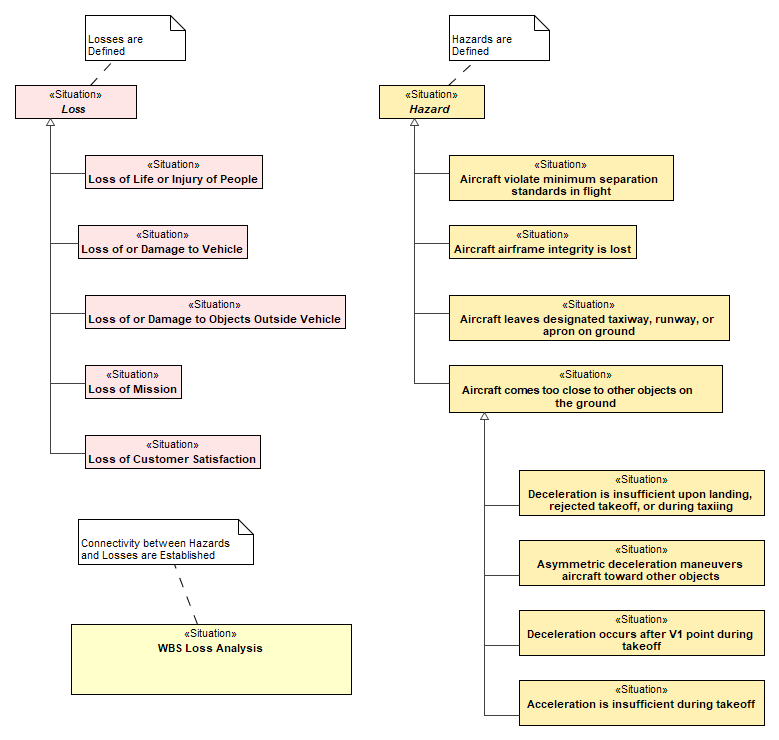 Losses are
Defined
«Situation»
Loss
«Situation»
Loss of Life or Injury of People
«Situation»
Loss of or Damage to Vehicle
«Situation»
Loss of or Damage to Objects Outside Vehicle
«Situation»
Loss of Mission
«Situation»
Loss of Customer Satisfaction
Connectivity between Hazards
and Losses are Established
«Situation»
WBS Loss Analysis
Hazards are
Defined
«Situation»
Hazard
«Situation»
Aircraft violate minimum separation
standards in flight
«Situation»
Aircraft airframe integrity is lost
«Situation»
Aircraft leaves designated taxiway, runway, or
apron on ground
«Situation»
Aircraft comes too close to other objects on
the ground
«Situation»
Deceleration is insufficient upon landing,
rejected takeoff, or during taxiing
«Situation»
Asymmetric deceleration maneuvers
aircraft toward other objects
«Situation»
Deceleration occurs after V1 point during
takeoff
«Situation»
Acceleration is insufficient during takeoff